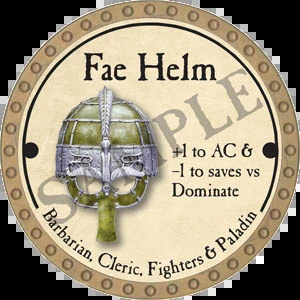 Fae Helm
+1 to AC &
-1 to saves vs
Dominate
Barbarian, Cleric, Fighters & Paladin
SAMPLE